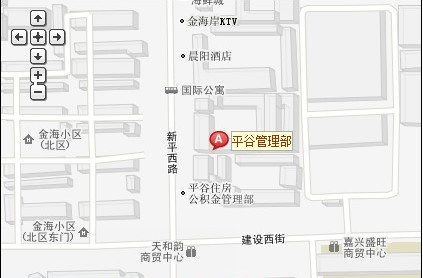 海鲜城
金海岸KTV
晨阳酒店
国际公寓
A
平谷管理部
新平西路
金海小区
(北区)
平谷住房
公积金管理部
金海小区
(北区东门)
建设西街
天和韵
商贸中心
嘉兴盛旺
商贸中心